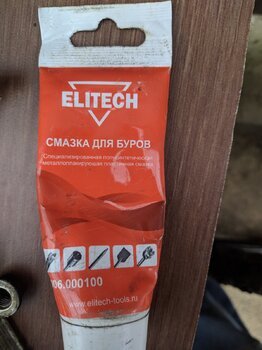 ELITECH
СМАЗКА ДЛЯ БУРОВ
Специализированная полусинтетическая
металлоплакирующая пластичная смазка
06.000100
www.elitech-tools.ru